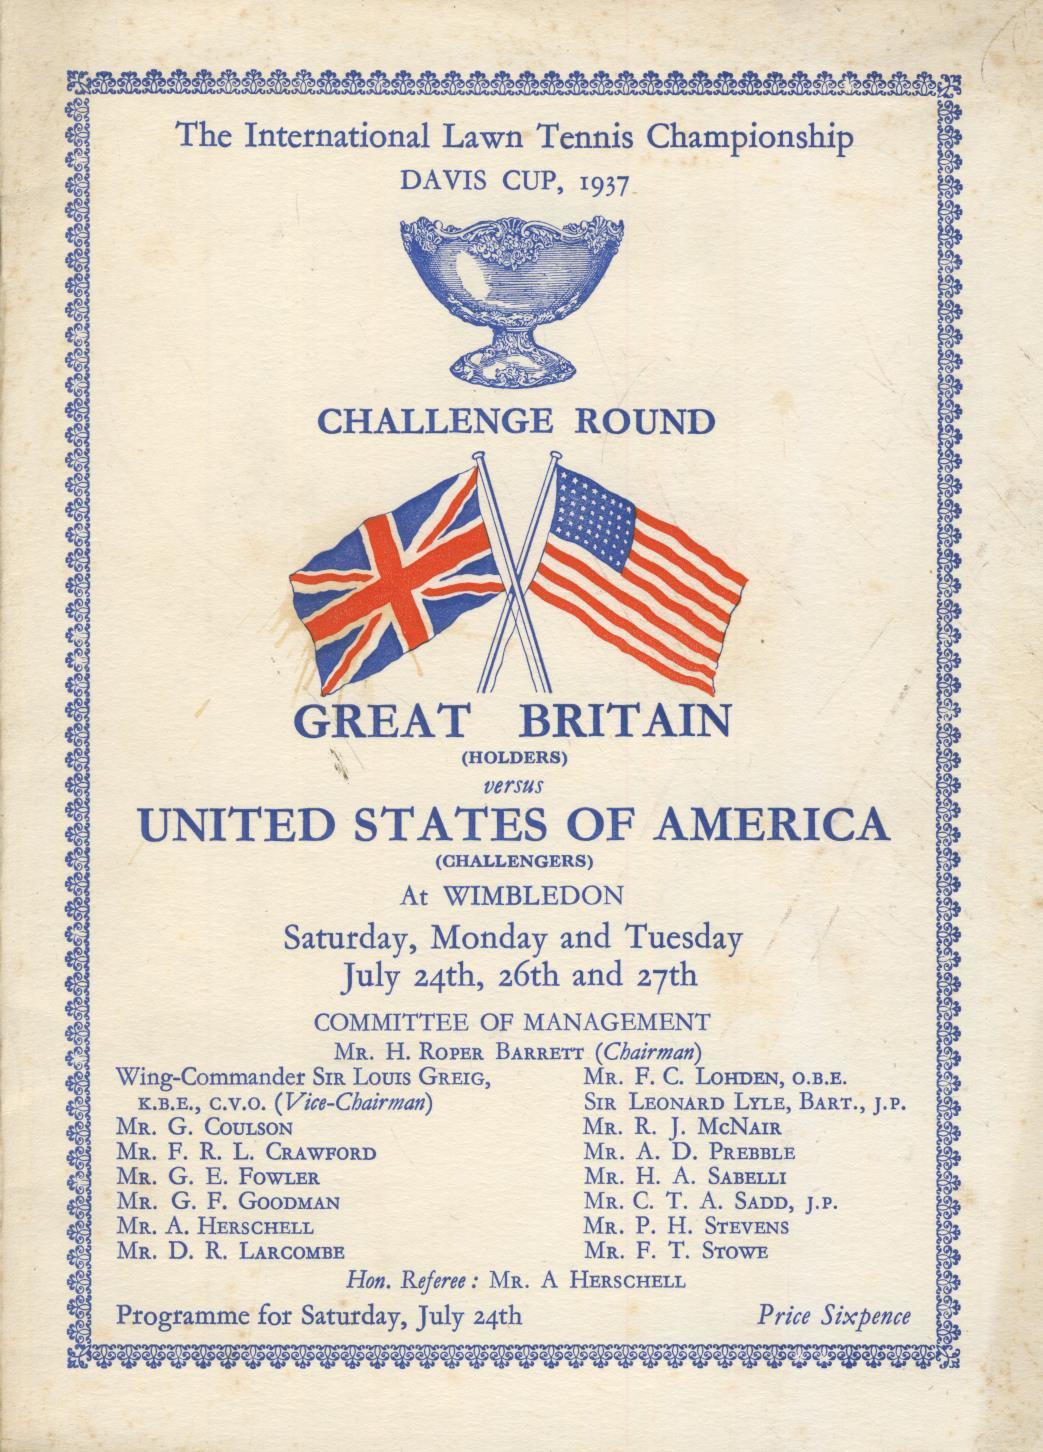 The International Lawn Tennis Championship
DAVIS CUP, 1937
CHALLENGE ROUND
GREAT BRITAIN
(HOLDERS)
versus
UNITED STATES OF AMERICA
(CHALLENGERS)
At WIMBLEDON
Saturday, Monday and Tuesday
July 24th, 26th and 27th
COMMITTEE OF MANAGEMENT
MR. H. ROPER BARRETT (Chairman)
Wing-Commander SIR LOUIS GREIG,
K.B.E., C.V.O. (Vice-Chairman)
MR. G. COULSON
MR. F. R. L. CRAWFORD
MR. G. E. FOWLER
MR. G. F. GOODMAN
MR. A. HERSCHELL
MR. D. R. LARCOMBE
MR. F. C. LOHDEN, O.B.E.
SIR LEONARD LYLE, BART., J.P.
MR. R. J. MCNAIR
MR. A. D. PREBBLE
MR. H. A. SABELLI
MR. C. T. A. SADD, J.P.
MR. P. H. STEVENS
MR. F. T. STOWE
Hon. Referee : MR. A HERSCHELL
Programme for Saturday, July 24th
Price Sixpence